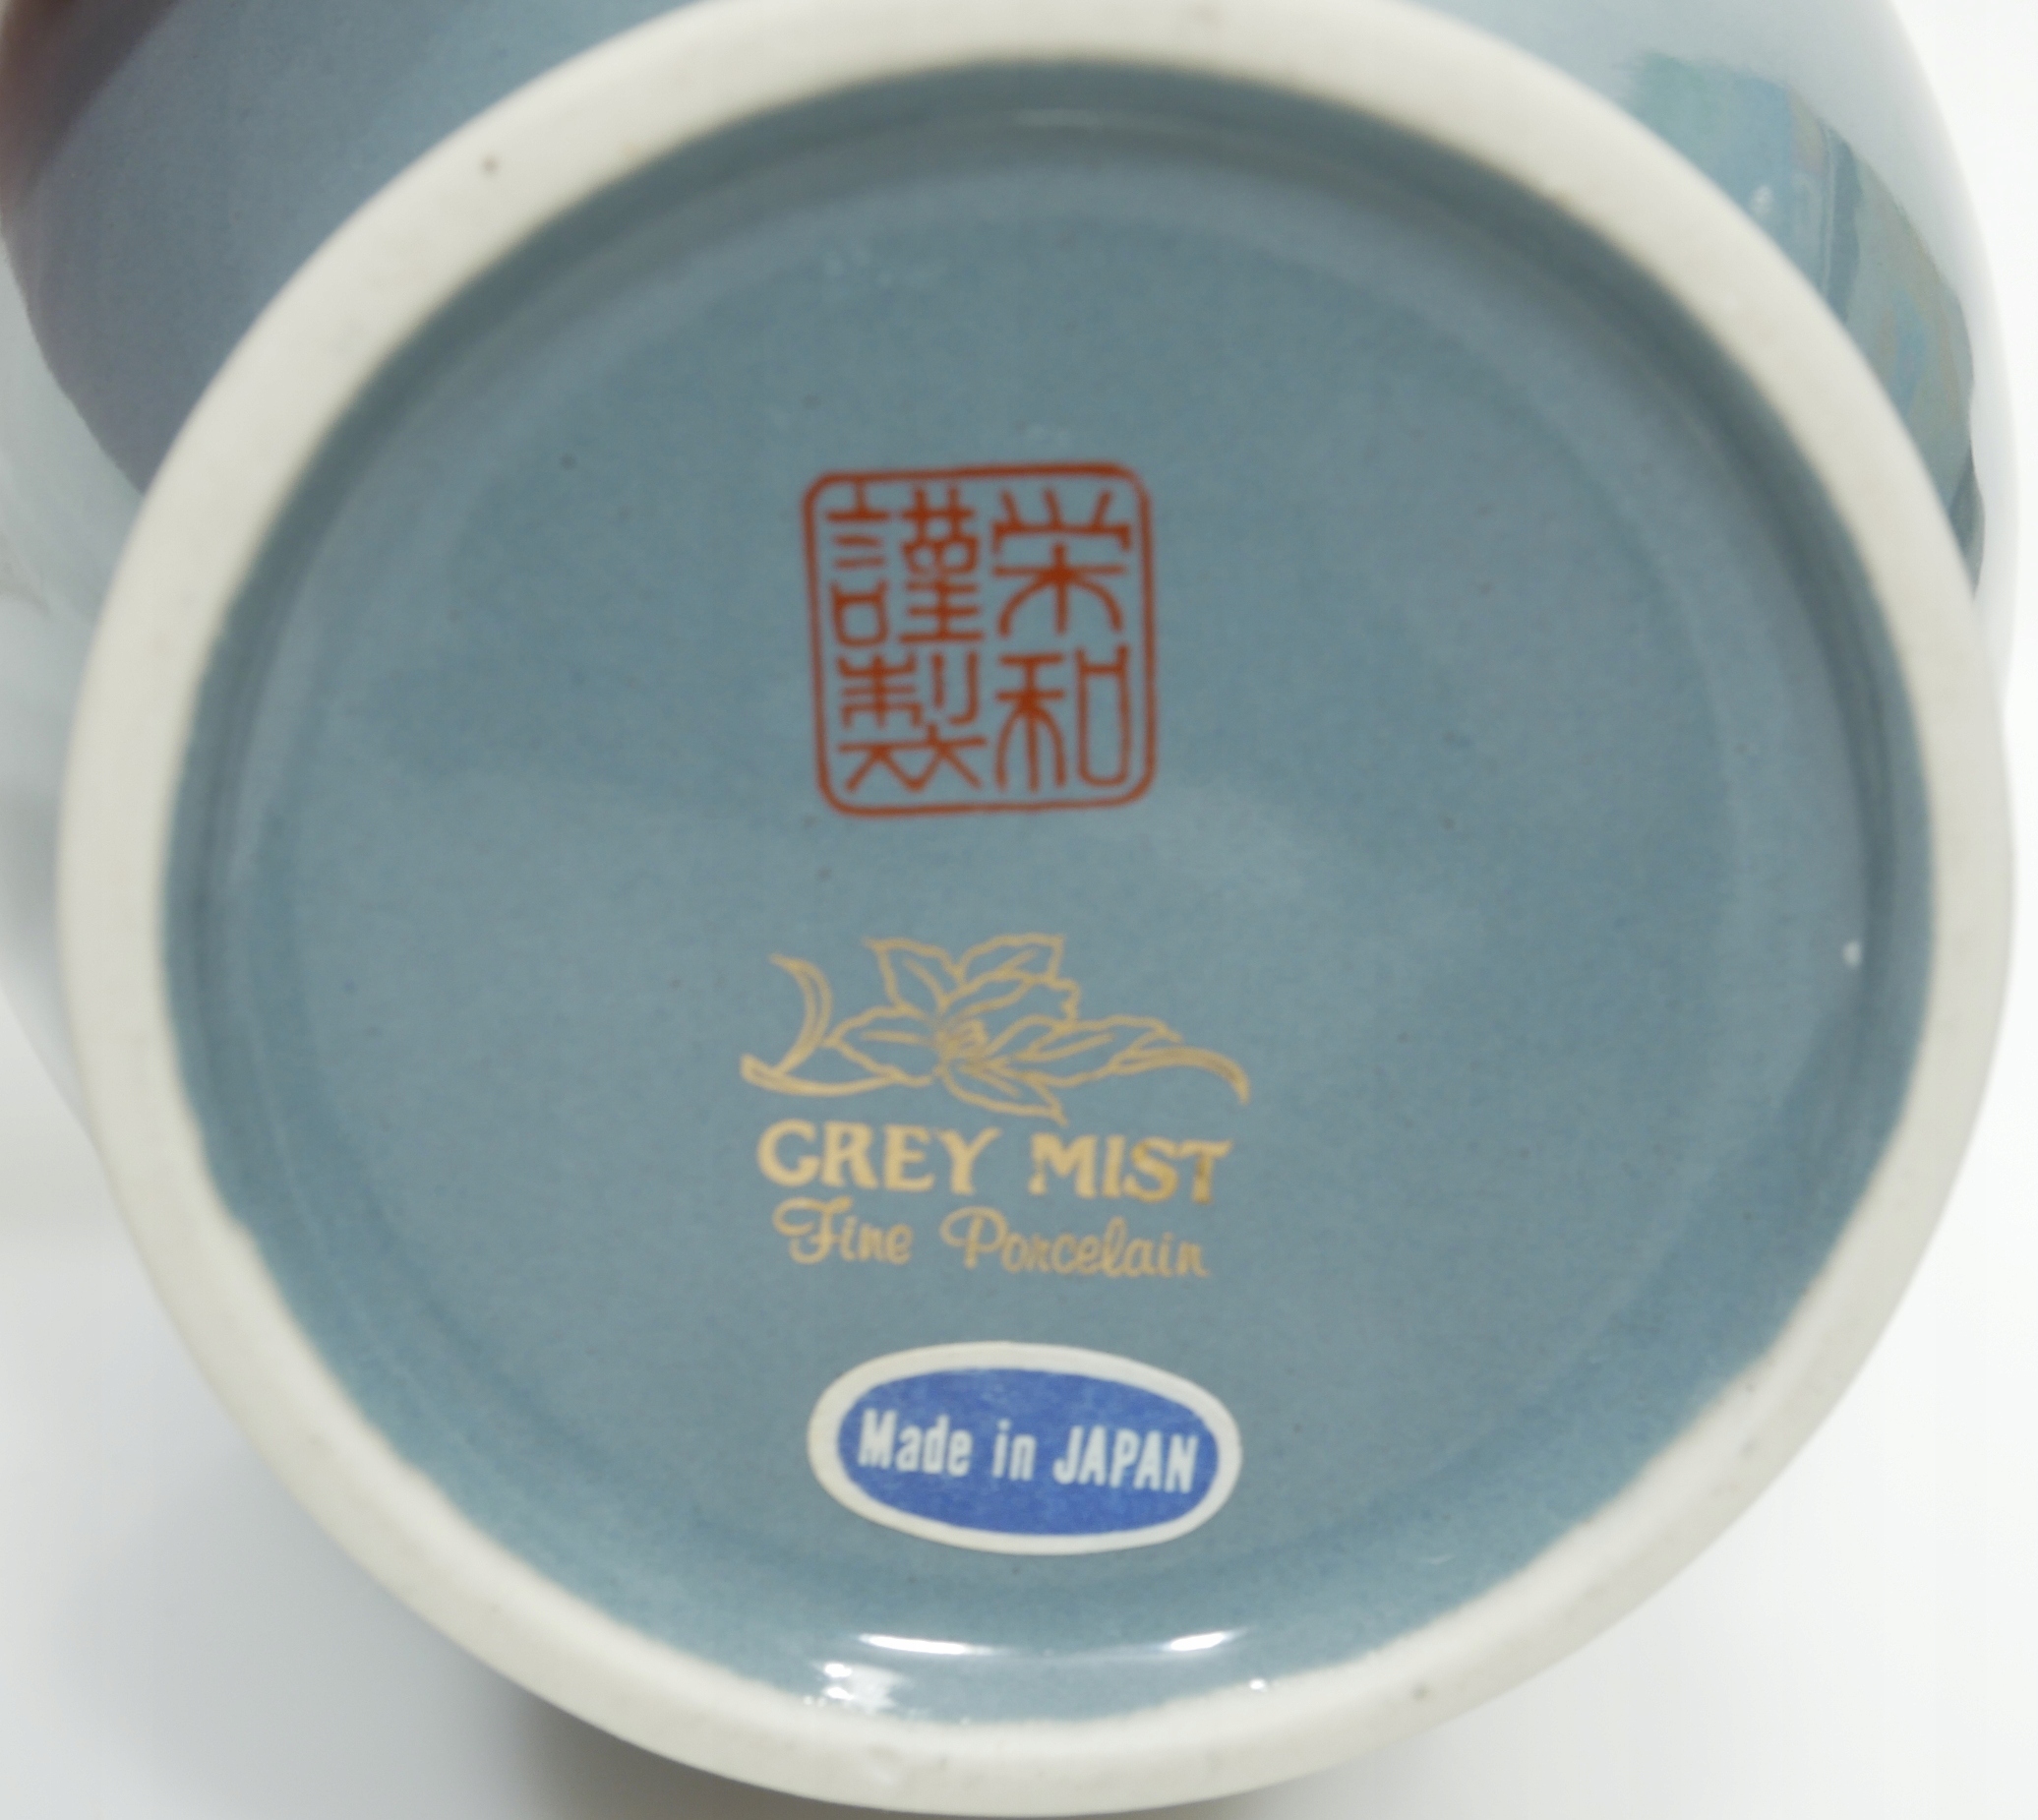 栄和
謹製
GREY MIST
Fine Porcelain
Made in JAPAN